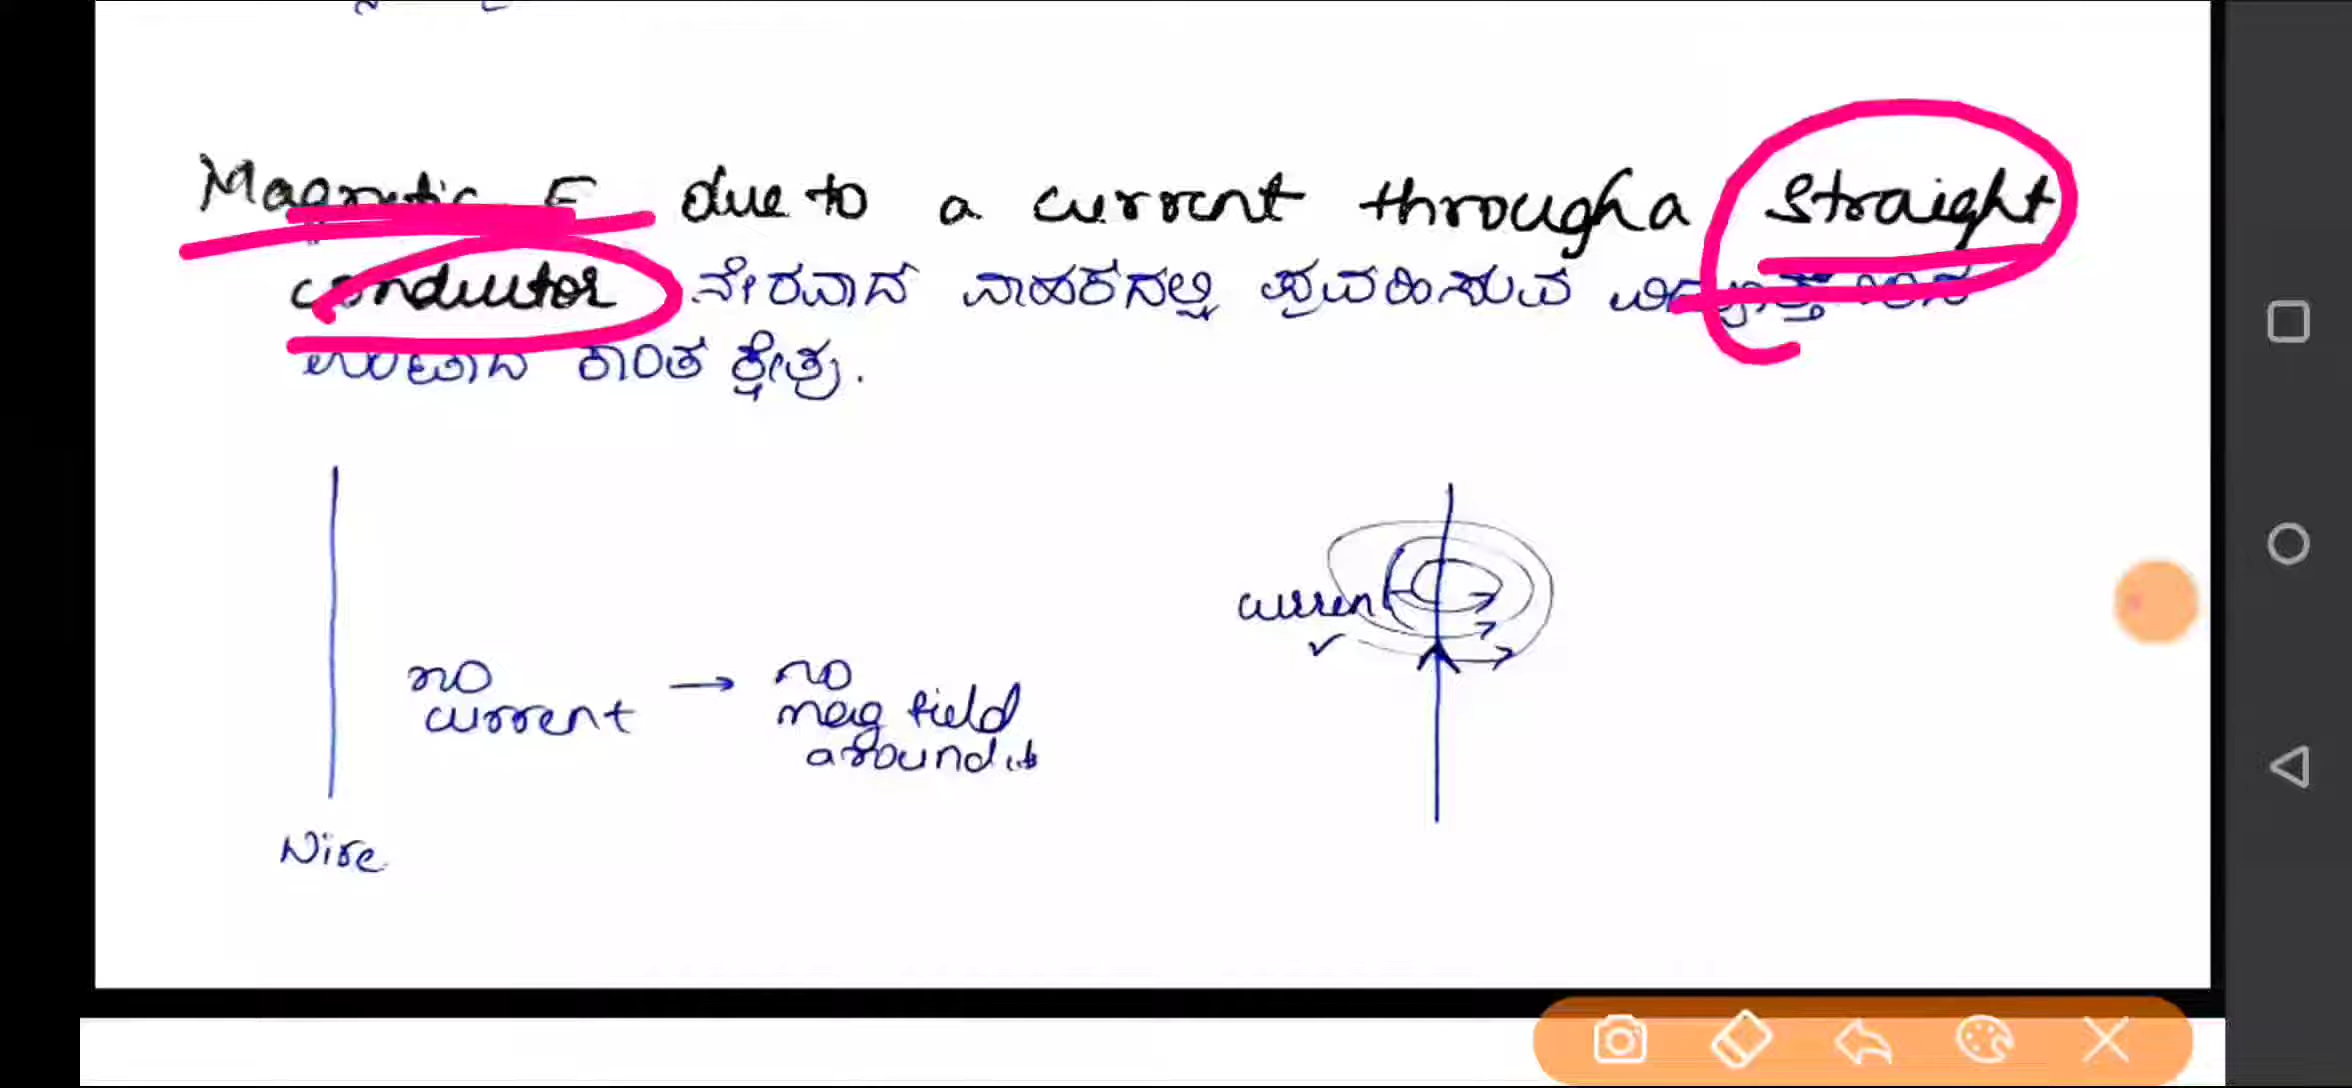 Magnetic F due to a current through a straight
conductor ನೇರವಾದ ವಾಹಕದಲ್ಲಿ ಪ್ರವಹಿಸುವ
ಉಂಟಾದ ಕಾಂತ ಕ್ಷೇತ್ರ.
current
no
current → no
mag field
around it
Wire